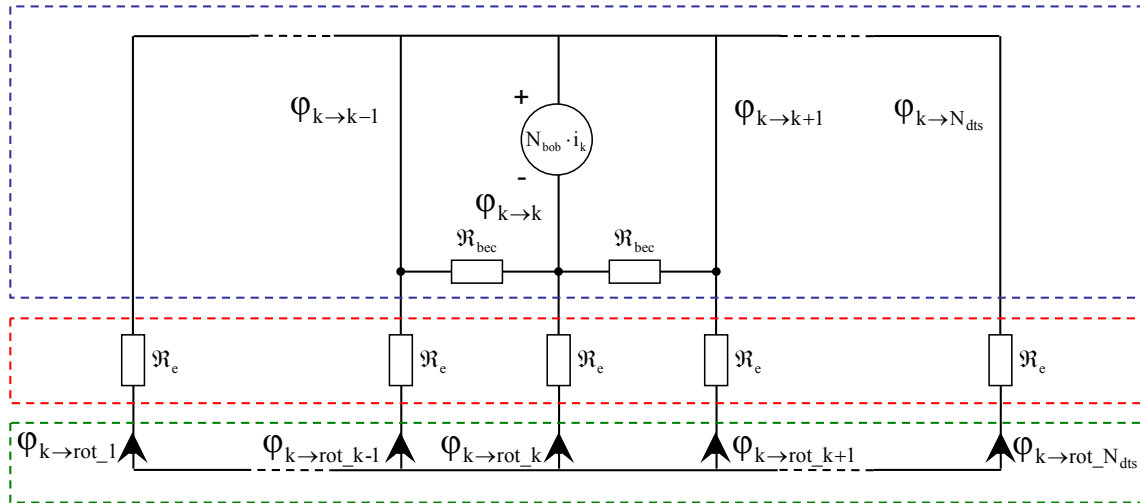 φk→k−1
+
φk→k+1
φk→Ndts
Nbob · ik
-
φk→k
ℜbec
ℜbec
ℜe
ℜe
ℜe
ℜe
ℜe
φk→rot_1
φk→rot_k-1
φk→rot_k
φk→rot_k+1
φk→rot_Ndts